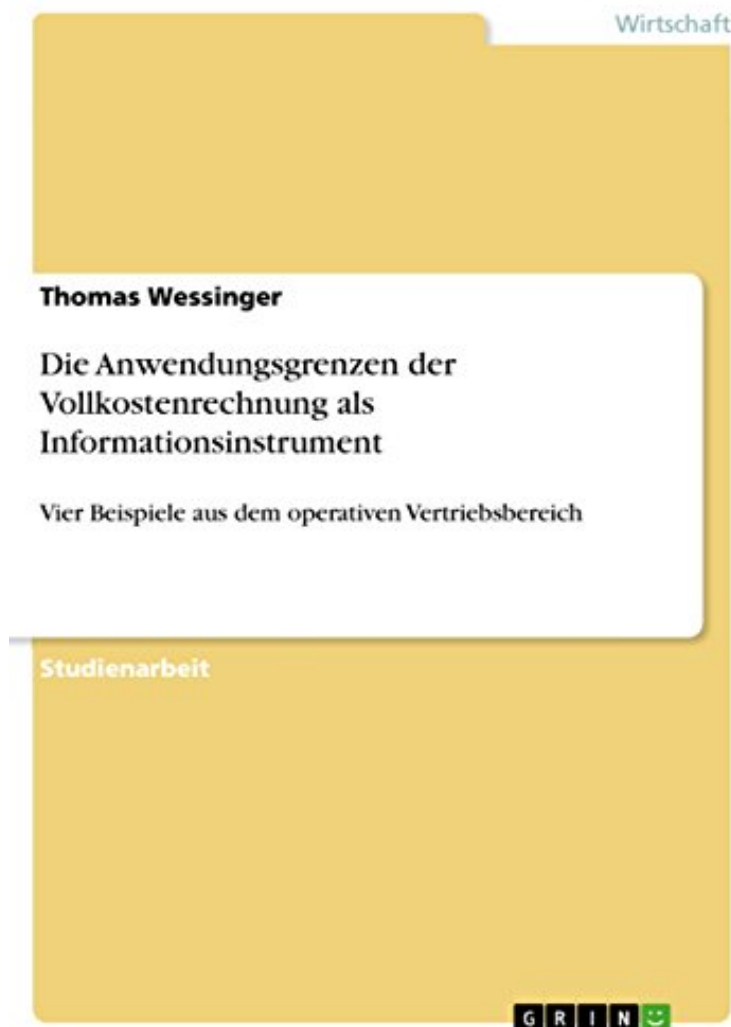 Wirtschaft
Thomas Wessinger
Die Anwendungsgrenzen der
Vollkostenrechnung als
Informationsinstrument
Vier Beispiele aus dem operativen Vertriebsbereich
Studienarbeit
GRIN